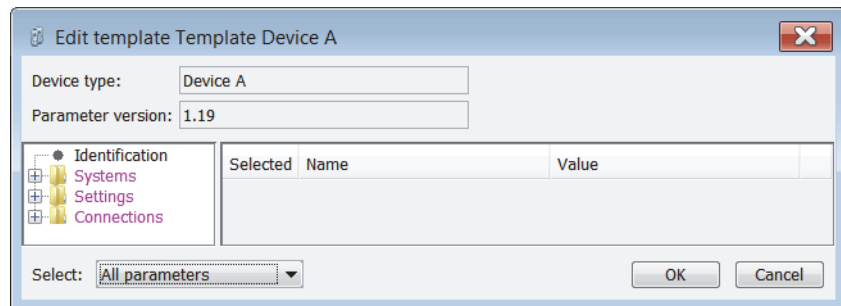 Edit template Template Device A
Device type: Device A
Parameter version: 1.19
Identification
Systems
Settings
Connections
Selected Name Value
Select: All parameters OK Cancel